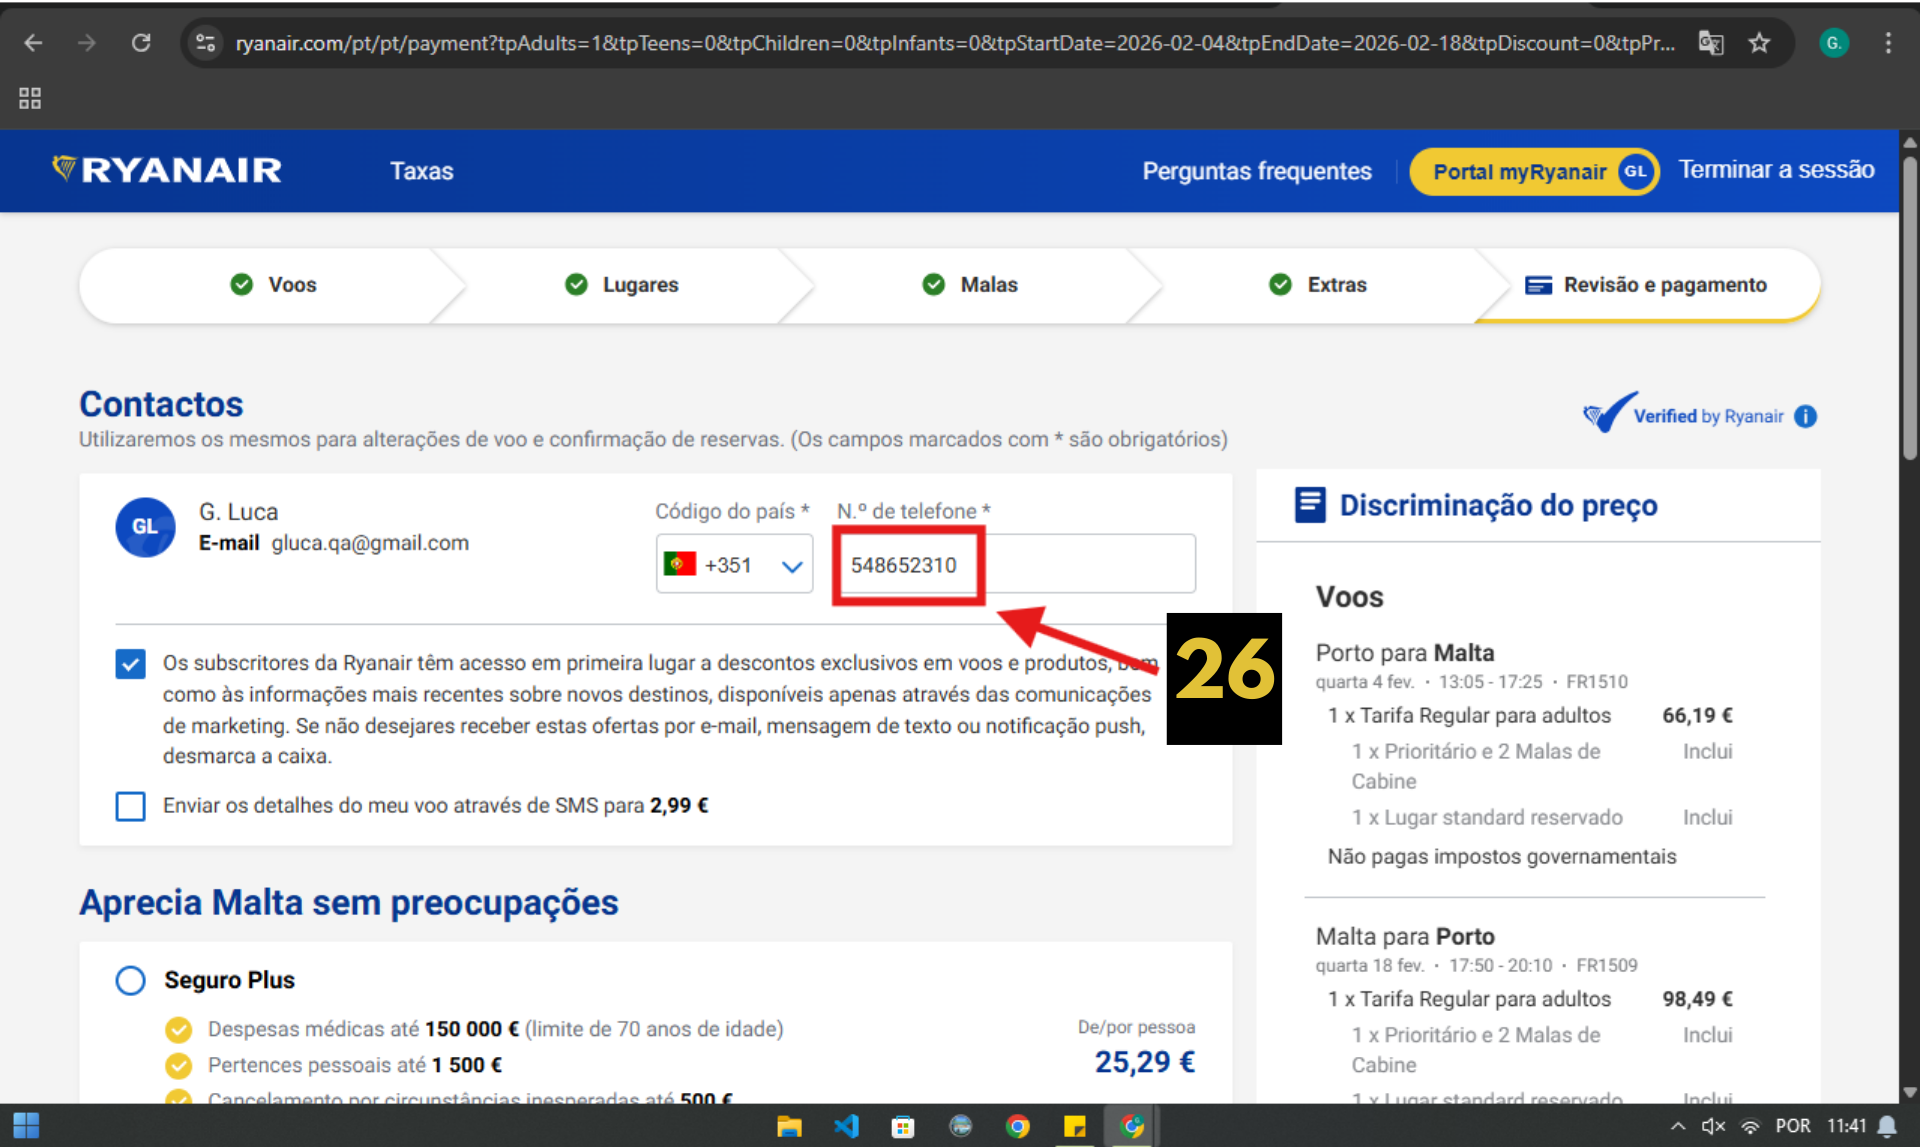 ryanair.com/pt/pt/payment?tpAdults=1&tpTeens=0&tpChildren=0&tpInfants=0&tpStartDate=2026-02-04&tpEndDate=2026-02-18&tpDiscount=0&tpPr...
G.
RYANAIR
Taxas
Perguntas frequentes
Portal myRyanair GL
Terminar a sessão
Voos
Lugares
Malas
Extras
Revisão e pagamento
Contactos
Utilizaremos os mesmos para alterações de voo e confirmação de reservas. (Os campos marcados com * são obrigatórios)
Verified by Ryanair i
GL
G. Luca
E-mail gluca.qa@gmail.com
Código do país *
N.º de telefone *
+351
548652310
26
Os subscritores da Ryanair têm acesso em primeira lugar a descontos exclusivos em voos e produtos, bem
como às informações mais recentes sobre novos destinos, disponíveis apenas através das comunicações
de marketing. Se não desejares receber estas ofertas por e-mail, mensagem de texto ou notificação push,
desmarca a caixa.
Enviar os detalhes do meu voo através de SMS para 2,99 €
Aprecia Malta sem preocupações
Seguro Plus
Despesas médicas até 150 000 € (limite de 70 anos de idade)
Pertences pessoais até 1 500 €
Cancelamento por circunstâncias inesperadas até 500 €
De/por pessoa
25,29 €
Discriminação do preço
Voos
Porto para Malta
quarta 4 fev. • 13:05 - 17:25 • FR1510
1 x Tarifa Regular para adultos 66,19 €
1 x Prioritário e 2 Malas de Inclui
Cabine
1 x Lugar standard reservado Inclui
Não pagas impostos governamentais
Malta para Porto
quarta 18 fev. • 17:50 - 20:10 • FR1509
1 x Tarifa Regular para adultos 98,49 €
1 x Prioritário e 2 Malas de Inclui
Cabine
1 x Lugar standard reservado Inclui
POR 11:41